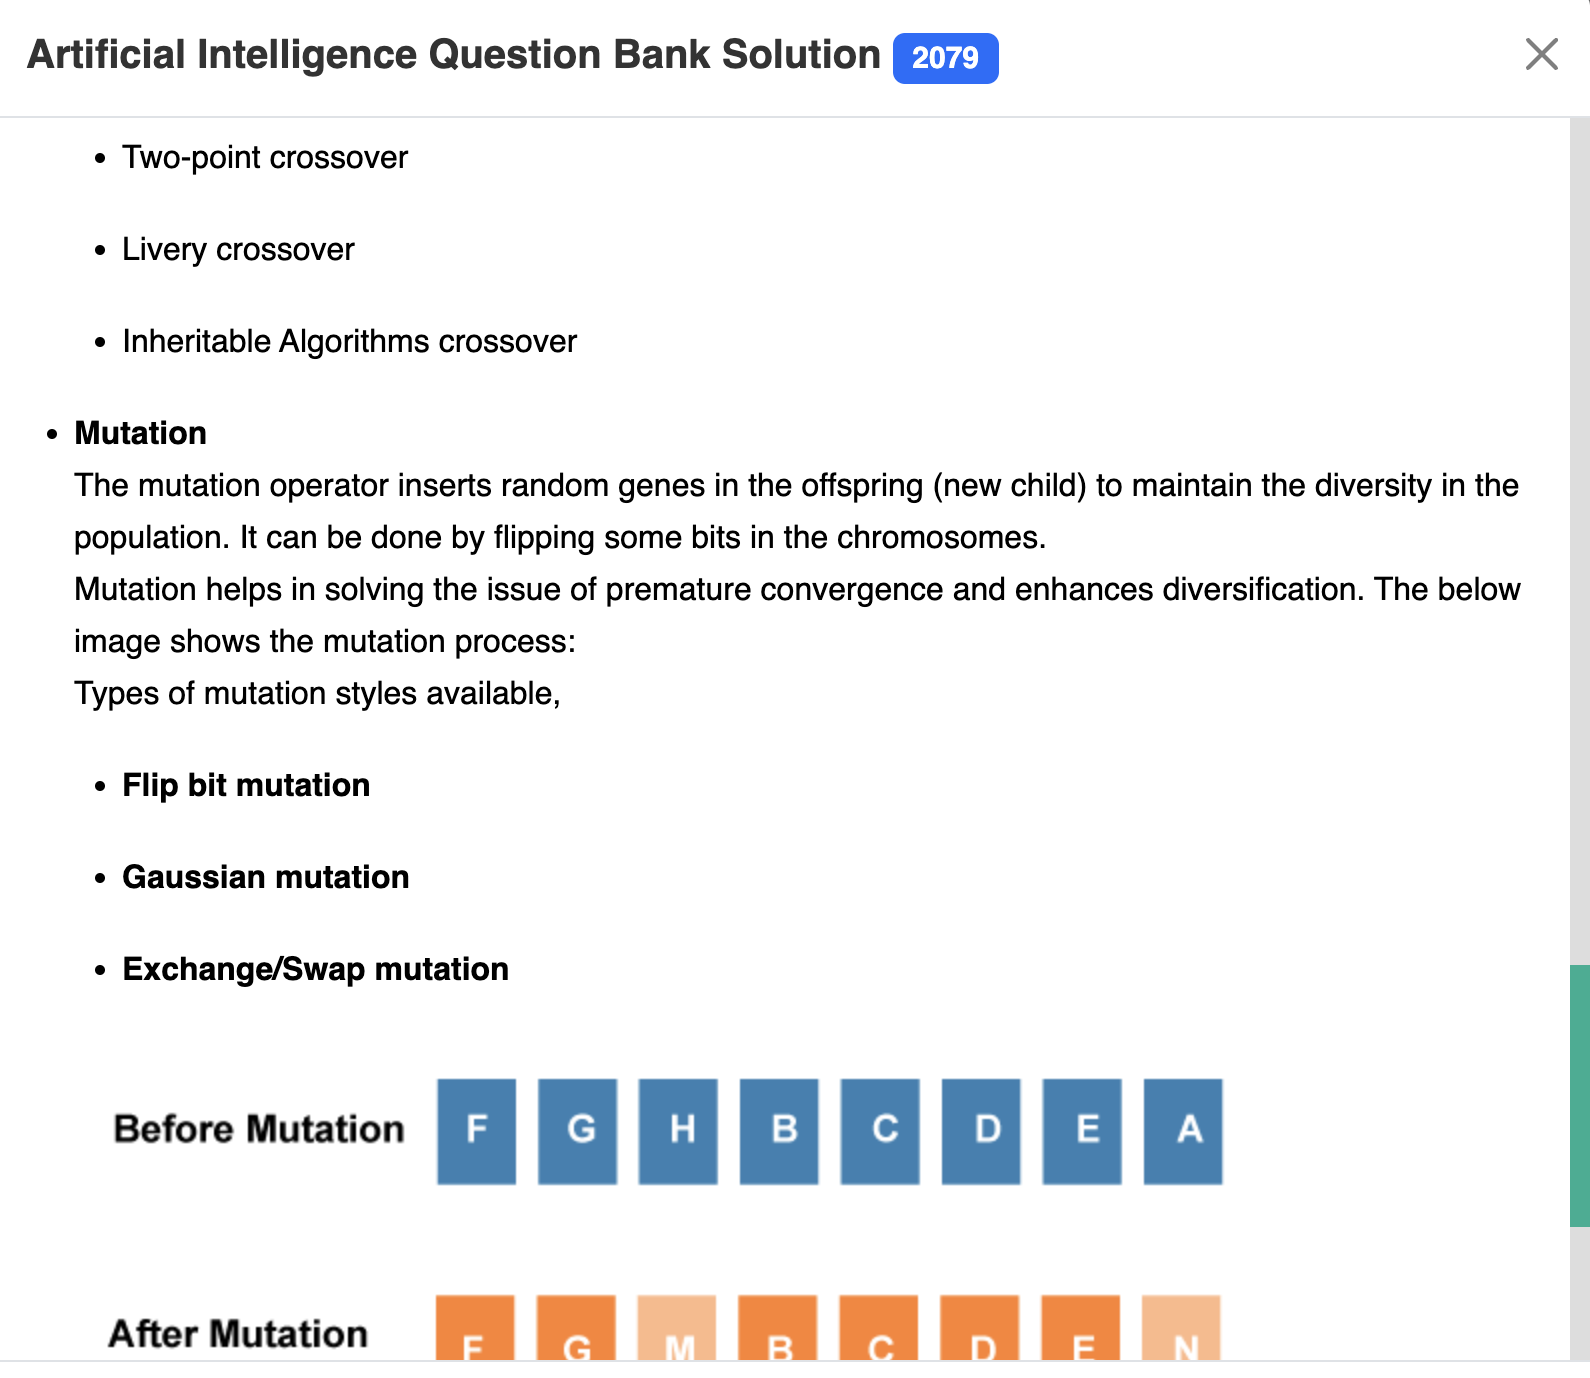 Artificial Intelligence Question Bank Solution 2079
• Two-point crossover
• Livery crossover
• Inheritable Algorithms crossover
• Mutation
The mutation operator inserts random genes in the offspring (new child) to maintain the diversity in the
population. It can be done by flipping some bits in the chromosomes.
Mutation helps in solving the issue of premature convergence and enhances diversification. The below
image shows the mutation process:
Types of mutation styles available,
• Flip bit mutation
• Gaussian mutation
• Exchange/Swap mutation
Before Mutation F G H B C D E A
After Mutation F G M B C D E N